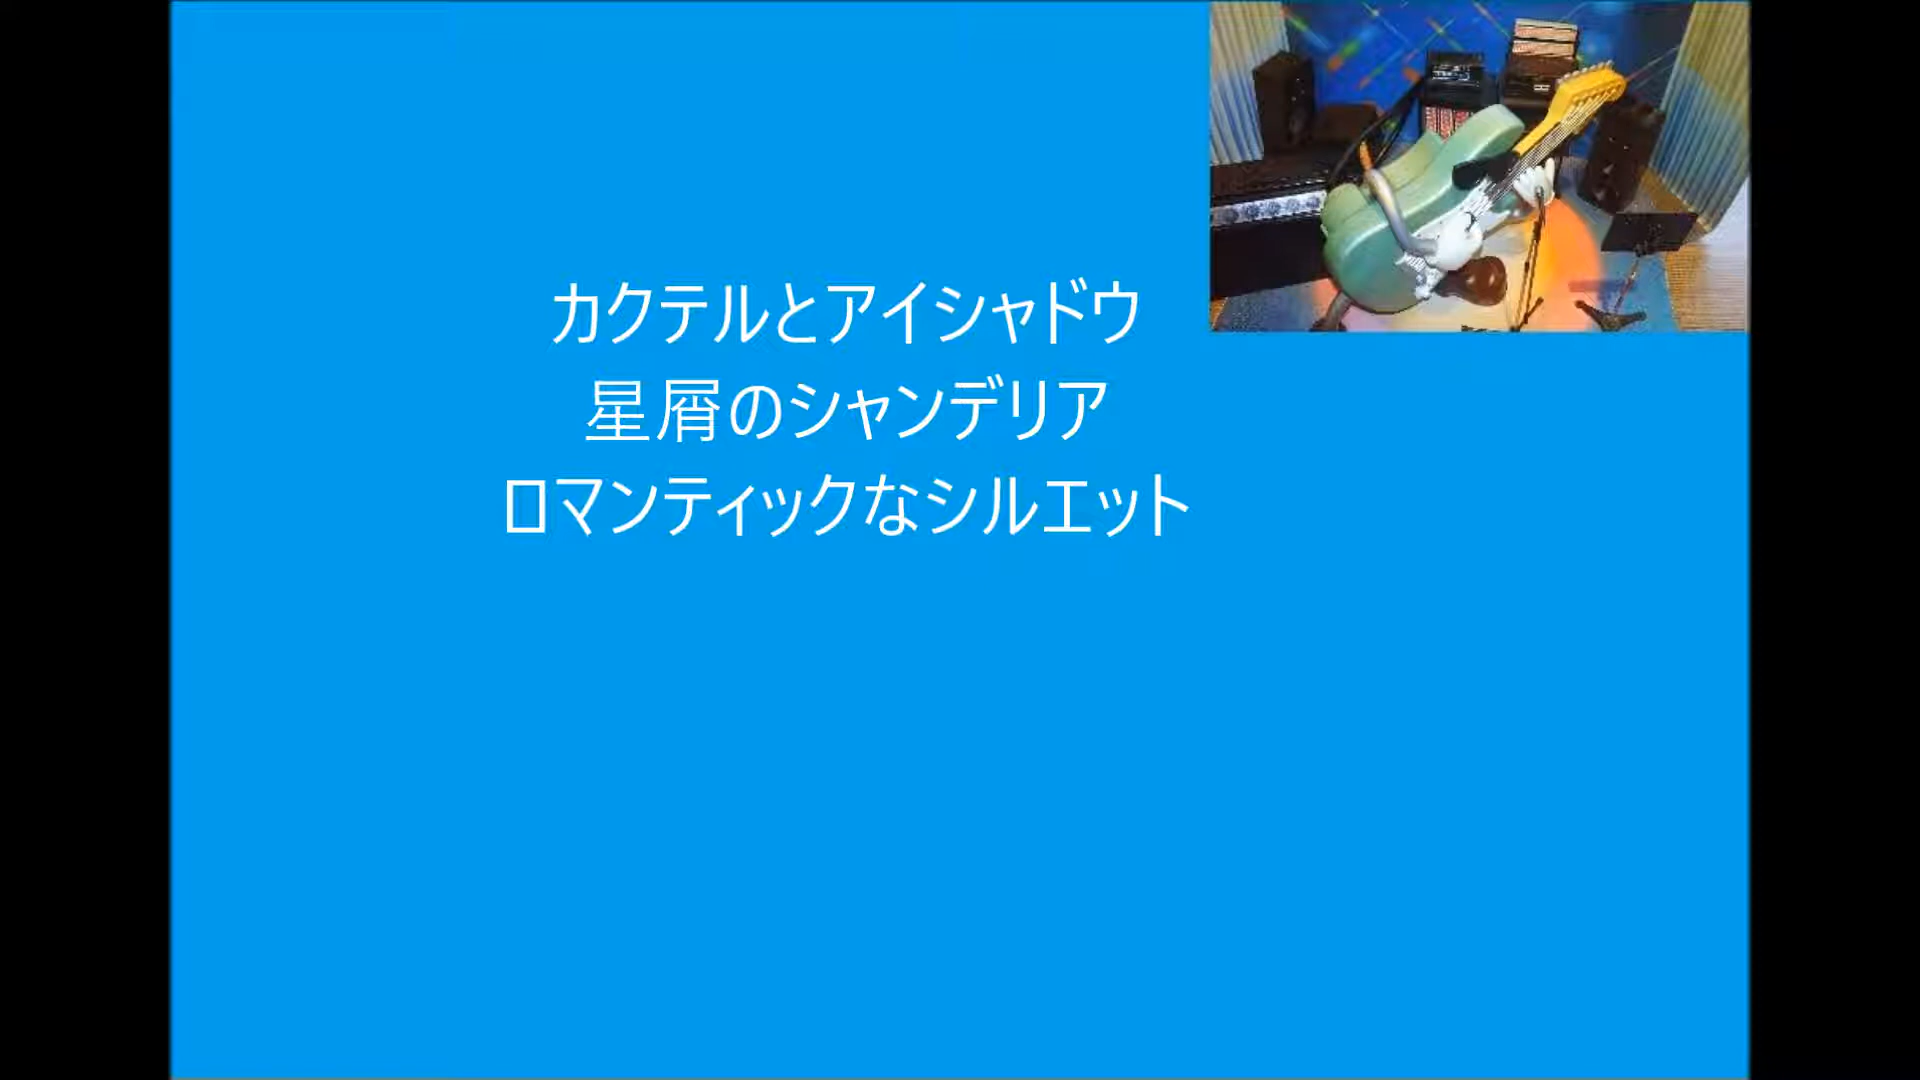 カクテルとアイシャドウ
星屑のシャンデリア
ロマンティックなシルエット